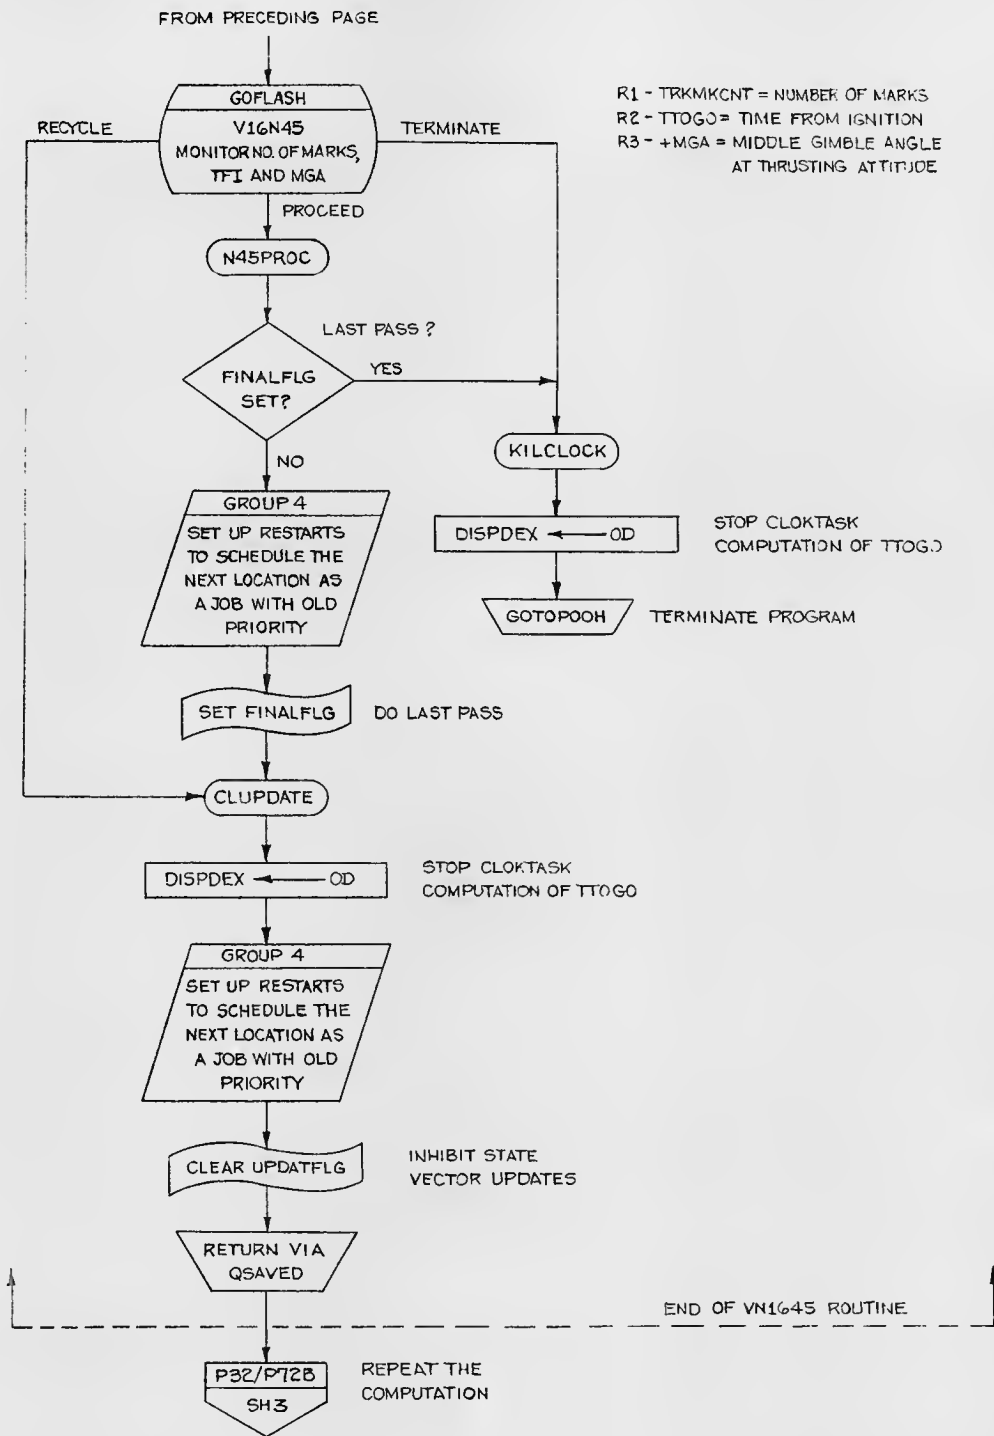 FROM PRECEDING PAGE
GOFLASH
RECYCLE
V16N45
TERMINATE
MONITOR NO. OF MARKS,
TFI AND MGA
R1 - TRKMKCNT = NUMBER OF MARKS
R2 - TTOGO = TIME FROM IGNITION
R3 - +MGA = MIDDLE GIMBLE ANGLE
AT THRUSTING ATTITUDE
PROCEED
N45PROC
LAST PASS?
FINALFLG
SET?
YES
NO
KILCLOCK
GROUP 4
SET UP RESTARTS
TO SCHEDULE THE
NEXT LOCATION AS
A JOB WITH OLD
PRIORITY
DISPDEX ← OD
STOP CLOKTASK
COMPUTATION OF TTOGO
GOTOPOOH
TERMINATE PROGRAM
SET FINALFLG
DO LAST PASS
CLUPDATE
DISPDEX ← OD
STOP CLOKTASK
COMPUTATION OF TTOGO
GROUP 4
SET UP RESTARTS
TO SCHEDULE THE
NEXT LOCATION AS
A JOB WITH OLD
PRIORITY
CLEAR UPDATFLG
INHIBIT STATE
VECTOR UPDATES
RETURN VIA
QSAVED
END OF VN1645 ROUTINE
P32/P72B
SH3
REPEAT THE
COMPUTATION